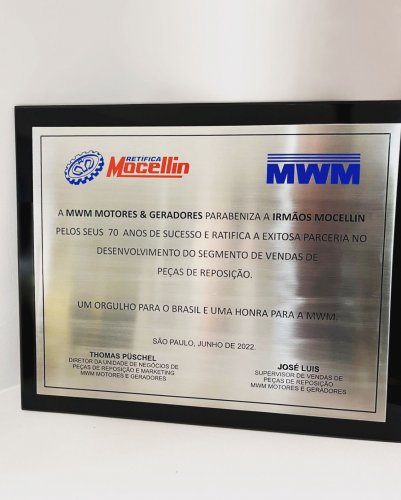 RETÍFICA
Mocellin
MWM
A MWM MOTORES & GERADORES PARABENIZA A IRMÃOS MOCELLIN
PELOS SEUS 70 ANOS DE SUCESSO E RATIFICA A EXITOSA PARCERIA NO
DESENVOLVIMENTO DO SEGMENTO DE VENDAS DE
PEÇAS DE REPOSIÇÃO.
UM ORGULHO PARA O BRASIL E UMA HONRA PARA A MWM.
SÃO PAULO, JUNHO DE 2022.
THOMAS PÜSCHEL
DIRETOR DA UNIDADE DE NEGÓCIOS DE
PEÇAS DE REPOSIÇÃO E MARKETING
MWM MOTORES E GERADORES
JOSÉ LUIS
SUPERVISOR DE VENDAS DE
PEÇAS DE REPOSIÇÃO
MWM MOTORES E GERADORES